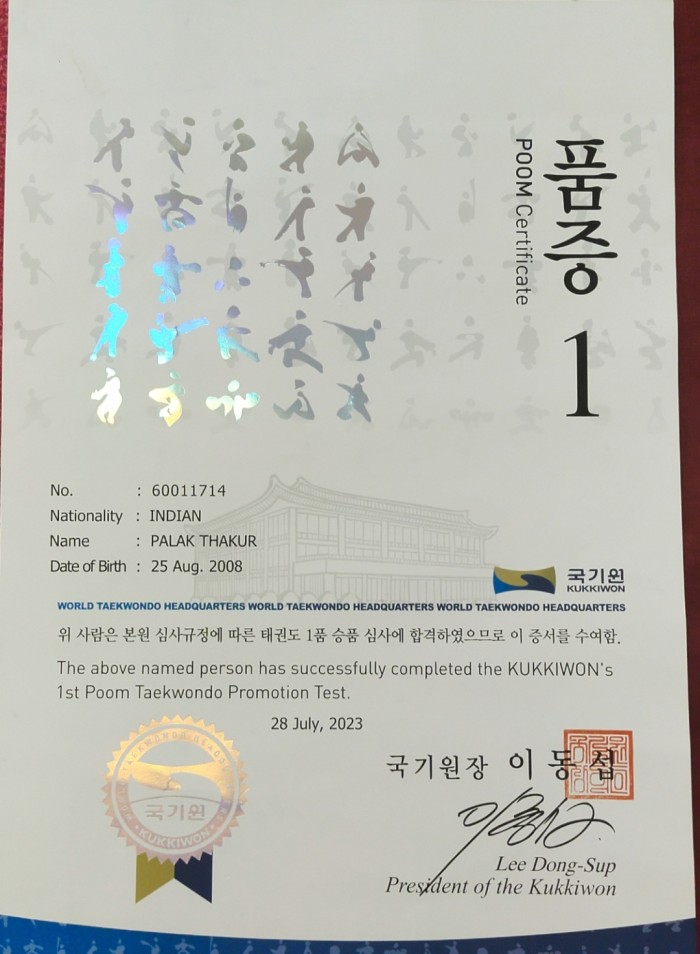 품증
POOM Certificate
1
No. : 60011714
Nationality : INDIAN
Name : PALAK THAKUR
Date of Birth : 25 Aug. 2008
국기원
KUKKIWON
WORLD TAEKWONDO HEADQUARTERS WORLD TAEKWONDO HEADQUARTERS WORLD TAEKWONDO HEADQUARTERS
위 사람은 본원 심사규정에 따른 태권도 1품 승품 심사에 합격하였으므로 이 증서를 수여함.
The above named person has successfully completed the KUKKIWON's
1st Poom Taekwondo Promotion Test.
28 July, 2023
국기원장 이동섭
국기원
KUKKIWON
Lee Dong-Sup
President of the Kukkiwon